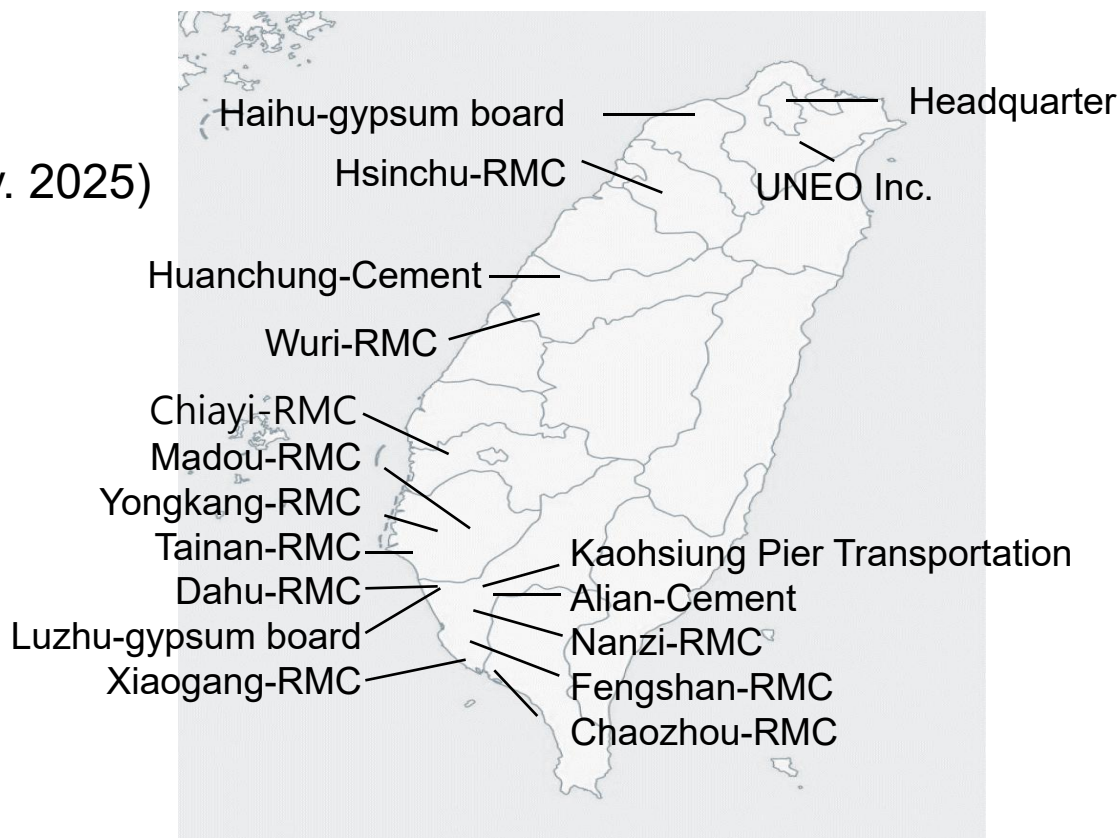 Headquarter
Haihu-gypsum board
. 2025)
Hsinchu-RMC
UNEO Inc.
Huanchung-Cement
Wuri-RMC
Chiayi-RMC
Madou-RMC
Yongkang-RMC
Tainan-RMC
Dahu-RMC
Luzhu-gypsum board
Xiaogang-RMC
Kaohsiung Pier Transportation
Alian-Cement
Nanzi-RMC
Fengshan-RMC
Chaozhou-RMC